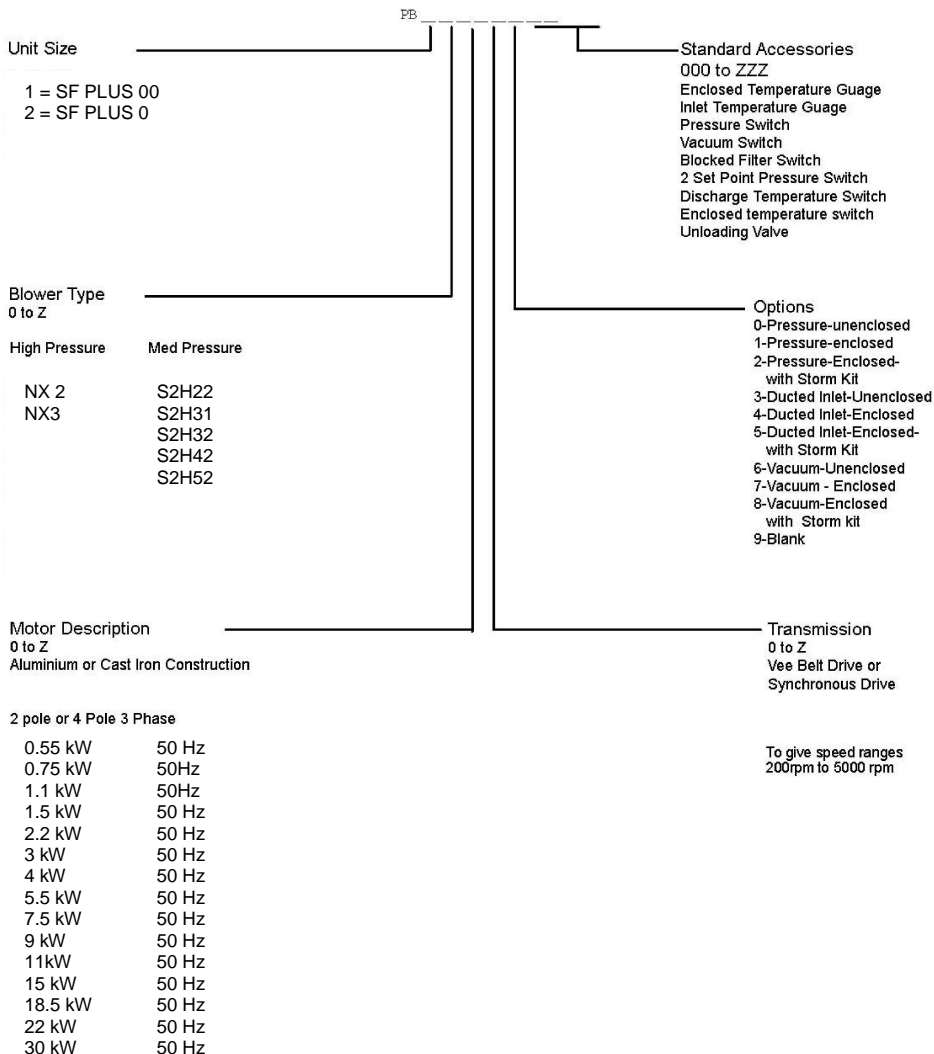 PB _ _ _ _ _ _ _ _
Unit Size
1 = SF PLUS 00
2 = SF PLUS 0
Standard Accessories
000 to ZZZ
Enclosed Temperature Guage
Inlet Temperature Guage
Pressure Switch
Vacuum Switch
Blocked Filter Switch
2 Set Point Pressure Switch
Discharge Temperature Switch
Enclosed temperature switch
Unloading Valve
Blower Type
0 to Z
High Pressure Med Pressure
NX 2 S2H22
NX3 S2H31
S2H32
S2H42
S2H52
Options
0-Pressure-unenclosed
1-Pressure-enclosed
2-Pressure-Enclosed-
with Storm Kit
3-Ducted Inlet-Unenclosed
4-Ducted Inlet-Enclosed
5-Ducted Inlet-Enclosed-
with Storm Kit
6-Vacuum-Unenclosed
7-Vacuum - Enclosed
8-Vacuum-Enclosed
with Storm kit
9-Blank
Motor Description
0 to Z
Aluminium or Cast Iron Construction
2 pole or 4 Pole 3 Phase
0.55 kW 50 Hz
0.75 kW 50Hz
1.1 kW 50Hz
1.5 kW 50 Hz
2.2 kW 50 Hz
3 kW 50 Hz
4 kW 50 Hz
5.5 kW 50 Hz
7.5 kW 50 Hz
9 kW 50 Hz
11kW 50 Hz
15 kW 50 Hz
18.5 kW 50 Hz
22 kW 50 Hz
30 kW 50 Hz
Transmission
0 to Z
Vee Belt Drive or
Synchronous Drive
To give speed ranges
200rpm to 5000 rpm